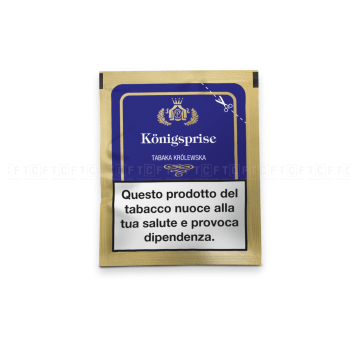 Königsprise
TABAKA KRÓLEWSKA
Questo prodotto del
tabacco nuoce alla
tua salute e provoca
dipendenza.